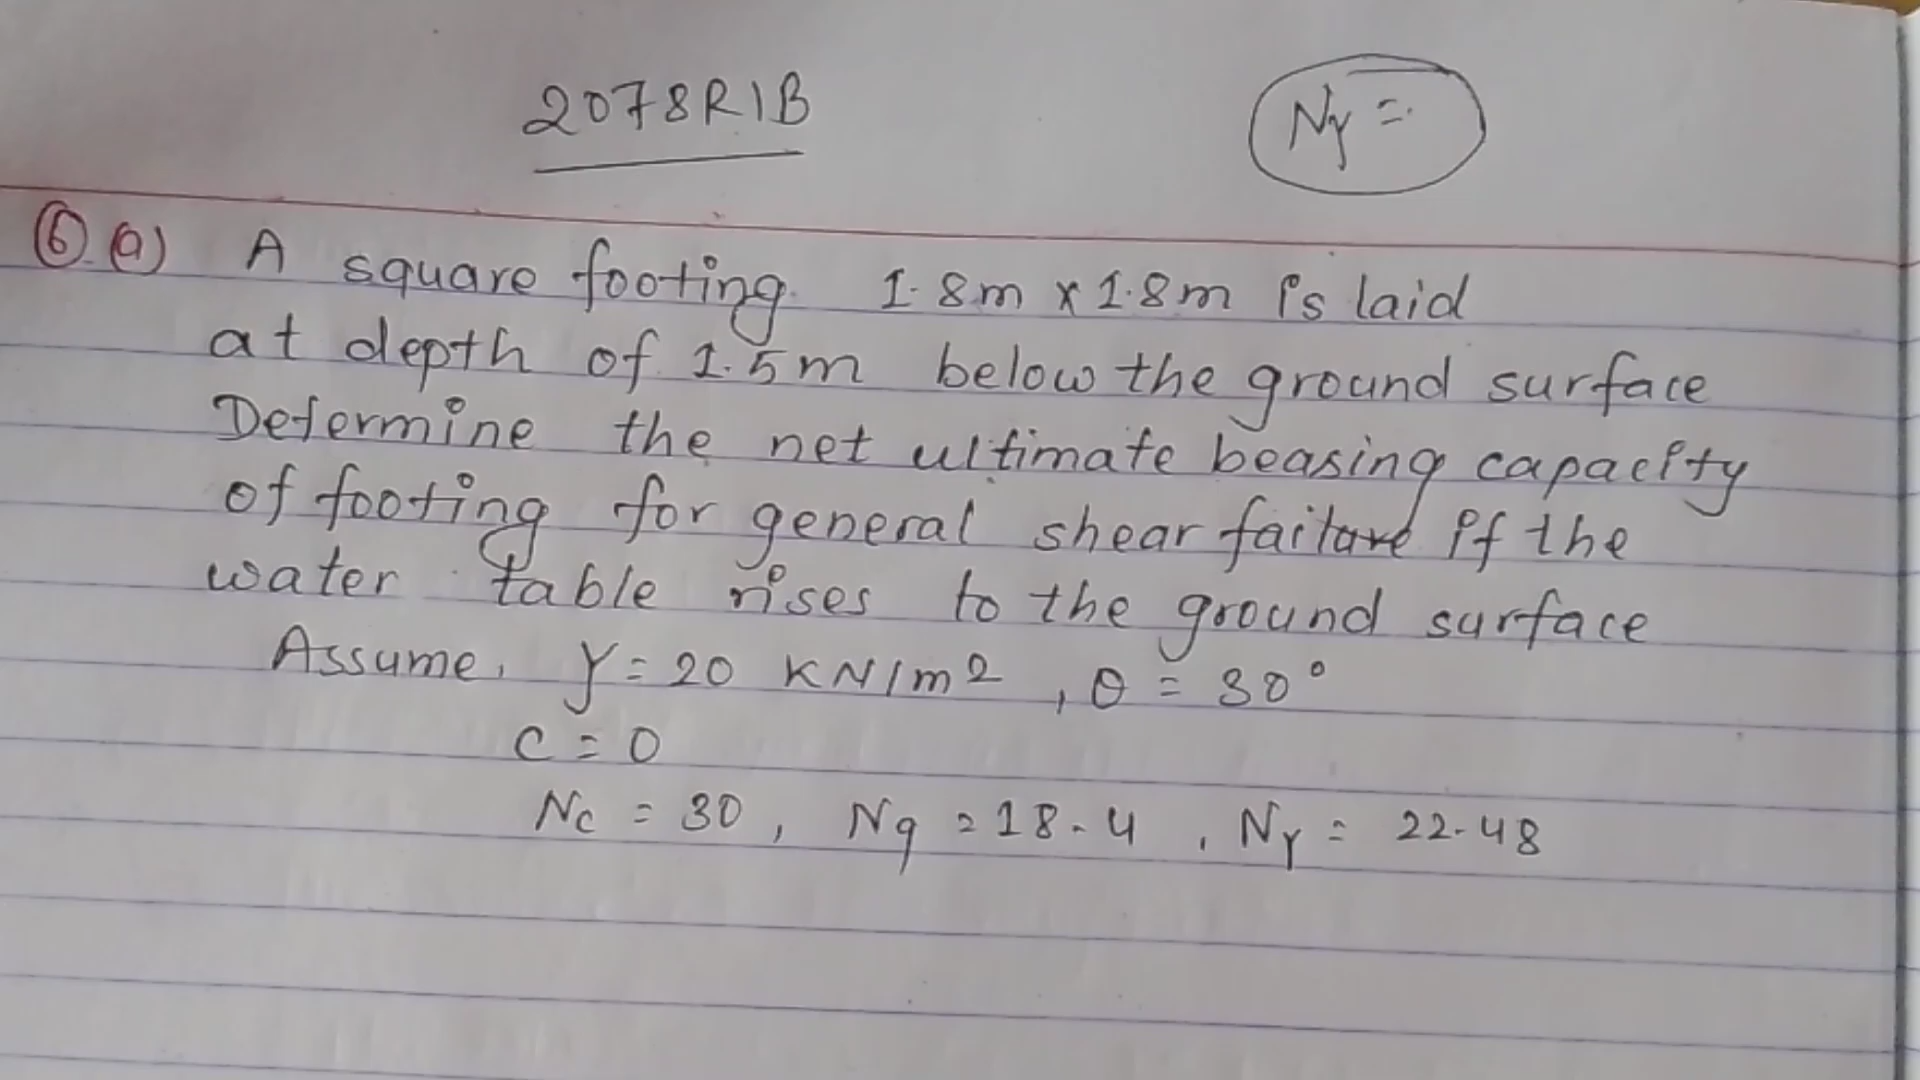 2078RIB
Nγ =
⑥.(a) A square footing 1.8m x 1.8m is laid
at depth of 1.5m below the ground surface
Determine the net ultimate beasing capacity
of footing for general shear failure if the
water table rises to the ground surface
Assume, γ = 20 KN/m2 , θ = 30°
C = 0
Nc = 30 , Nq = 18.4 , Nγ = 22.48